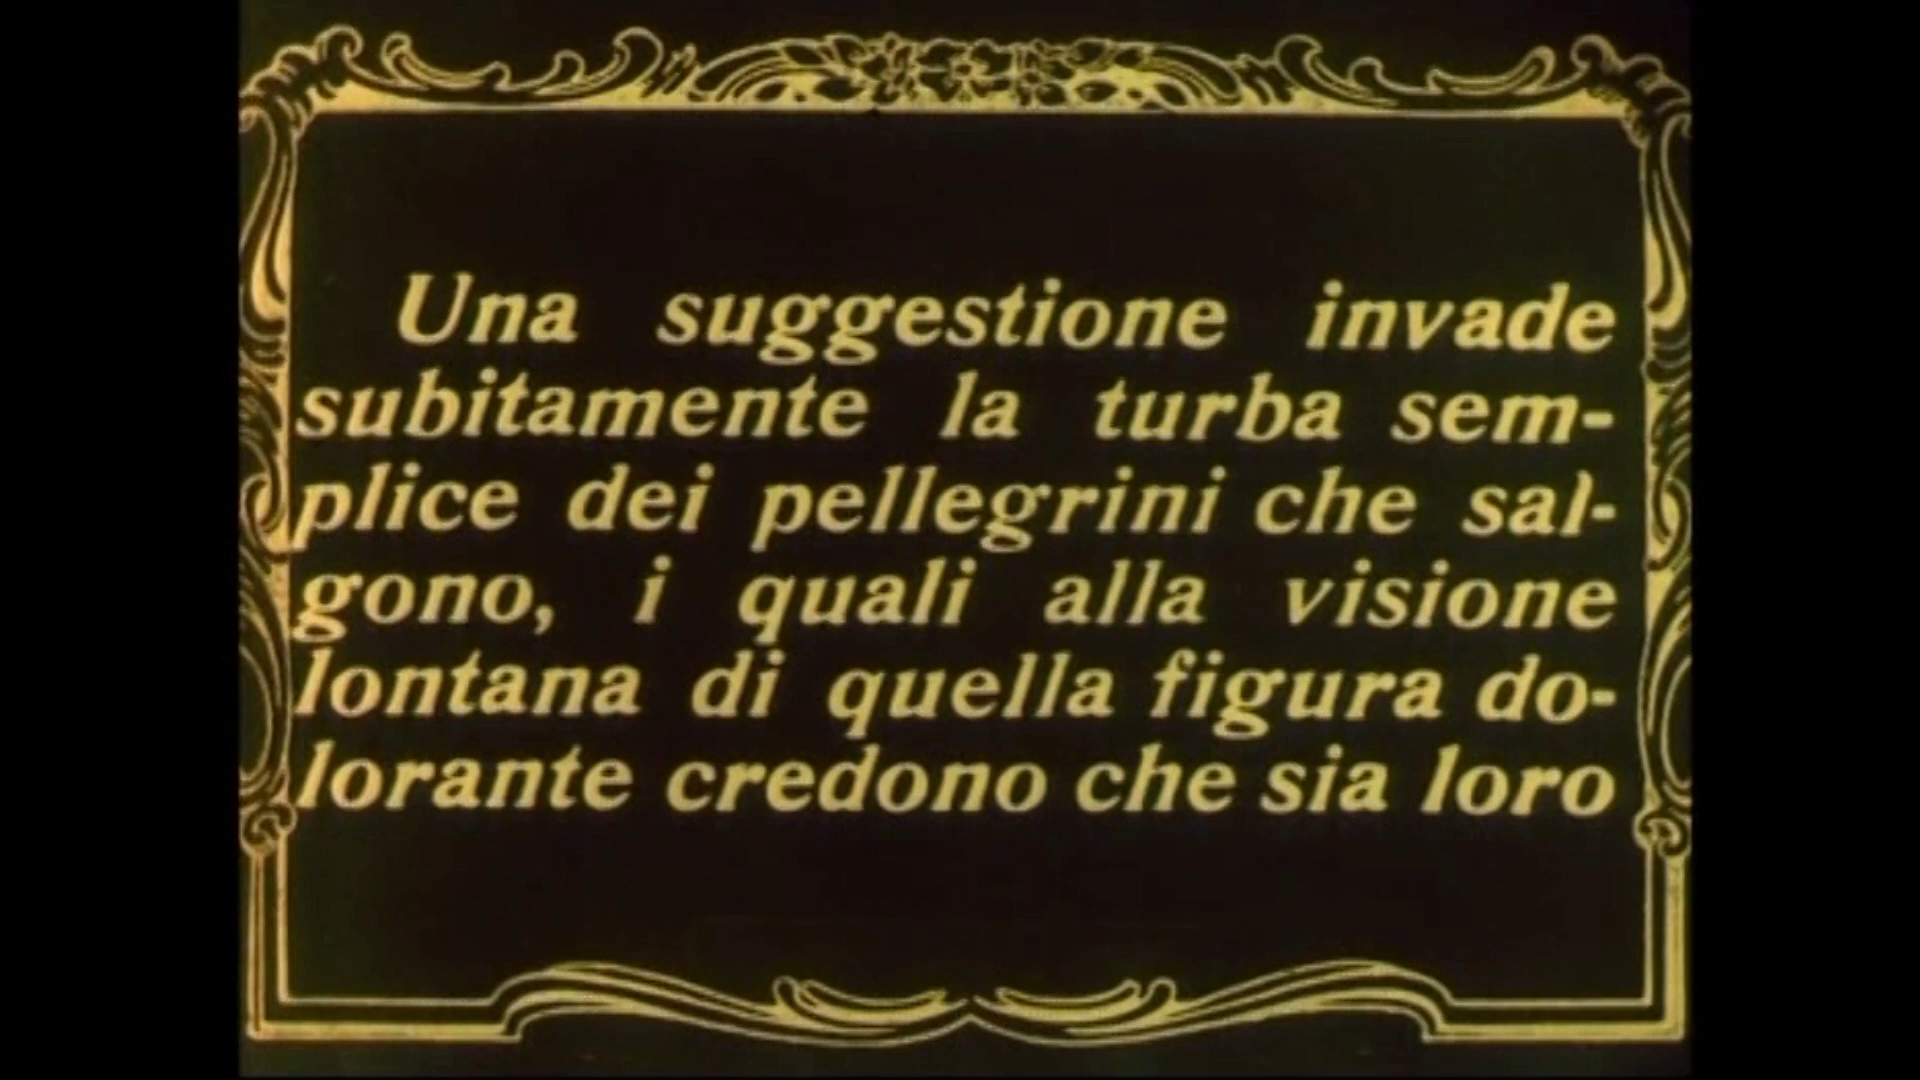 Una suggestione invade
subitamente la turba sem-
plice dei pellegrini che sal-
gono, i quali alla visione
lontana di quella figura do-
lorante credono che sia loro